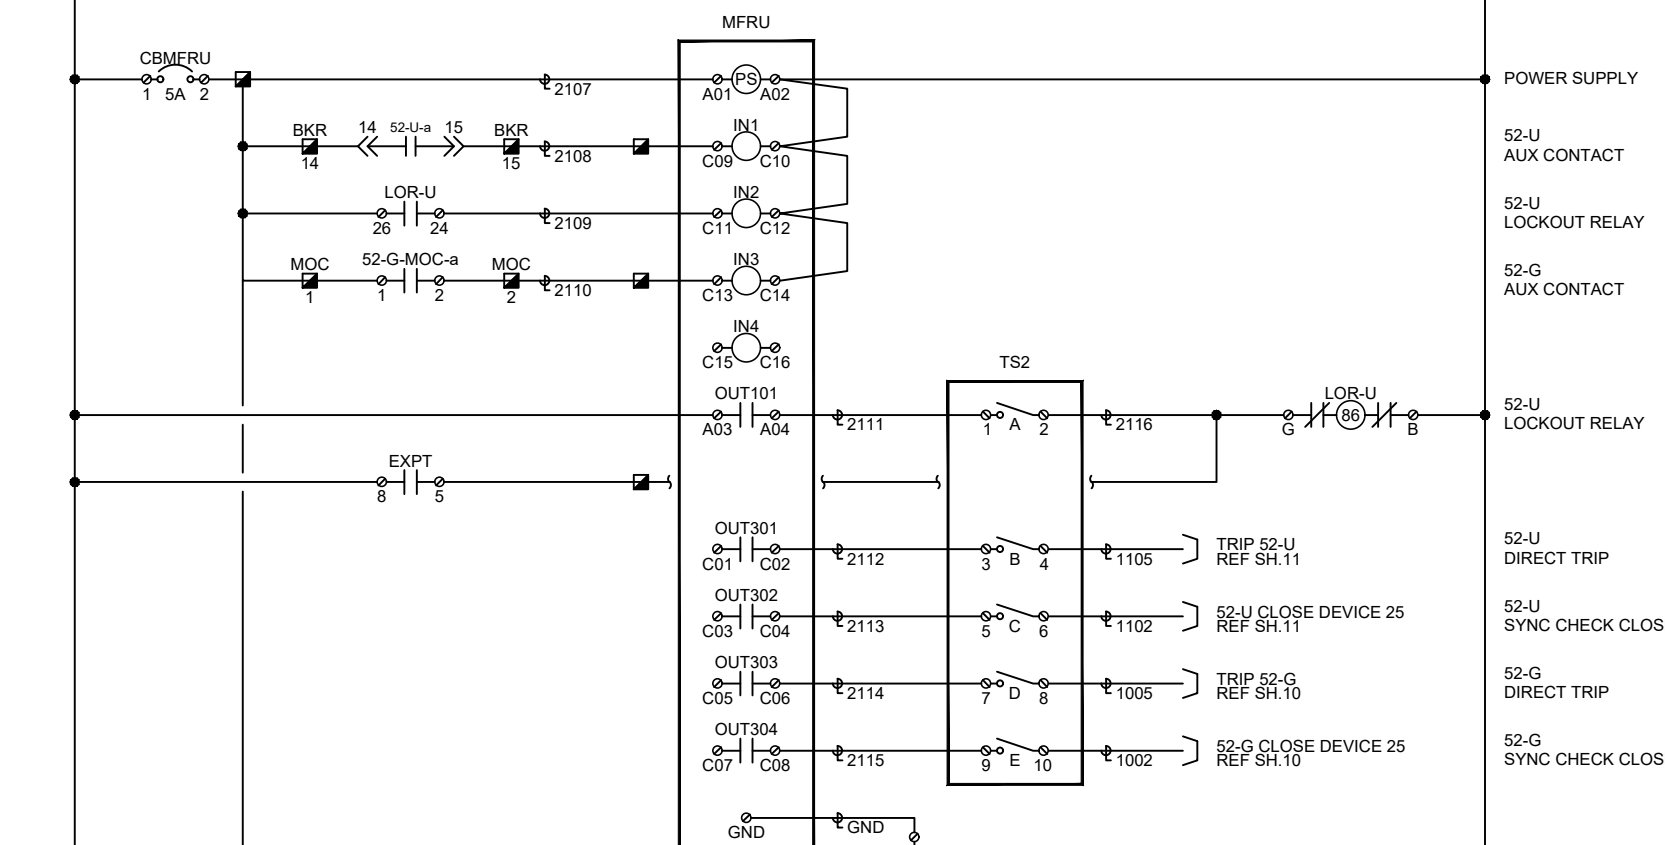 MFRU
CBMFRU
1 5A 2
2107
A01 PS A02
POWER SUPPLY
BKR 14 52-U-a 15 BKR
14 15 2108
IN1
C09 C10
52-U
AUX CONTACT
LOR-U
26 24 2109
IN2
C11 C12
52-U
LOCKOUT RELAY
MOC 52-G-MOC-a MOC
1 1 2 2 2110
IN3
C13 C14
52-G
AUX CONTACT
IN4
C15 C16
TS2
OUT101
A03 A04 2111
1 A 2 2116
LOR-U
G 86 B
52-U
LOCKOUT RELAY
EXPT
8 5
OUT301
C01 C02 2112
3 B 4 1105
TRIP 52-U
REF SH.11
52-U
DIRECT TRIP
OUT302
C03 C04 2113
5 C 6 1102
52-U CLOSE DEVICE 25
REF SH.11
52-U
SYNC CHECK CLOS
OUT303
C05 C06 2114
7 D 8 1005
TRIP 52-G
REF SH.10
52-G
DIRECT TRIP
OUT304
C07 C08 2115
9 E 10 1002
52-G CLOSE DEVICE 25
REF SH.10
52-G
SYNC CHECK CLOS
GND GND